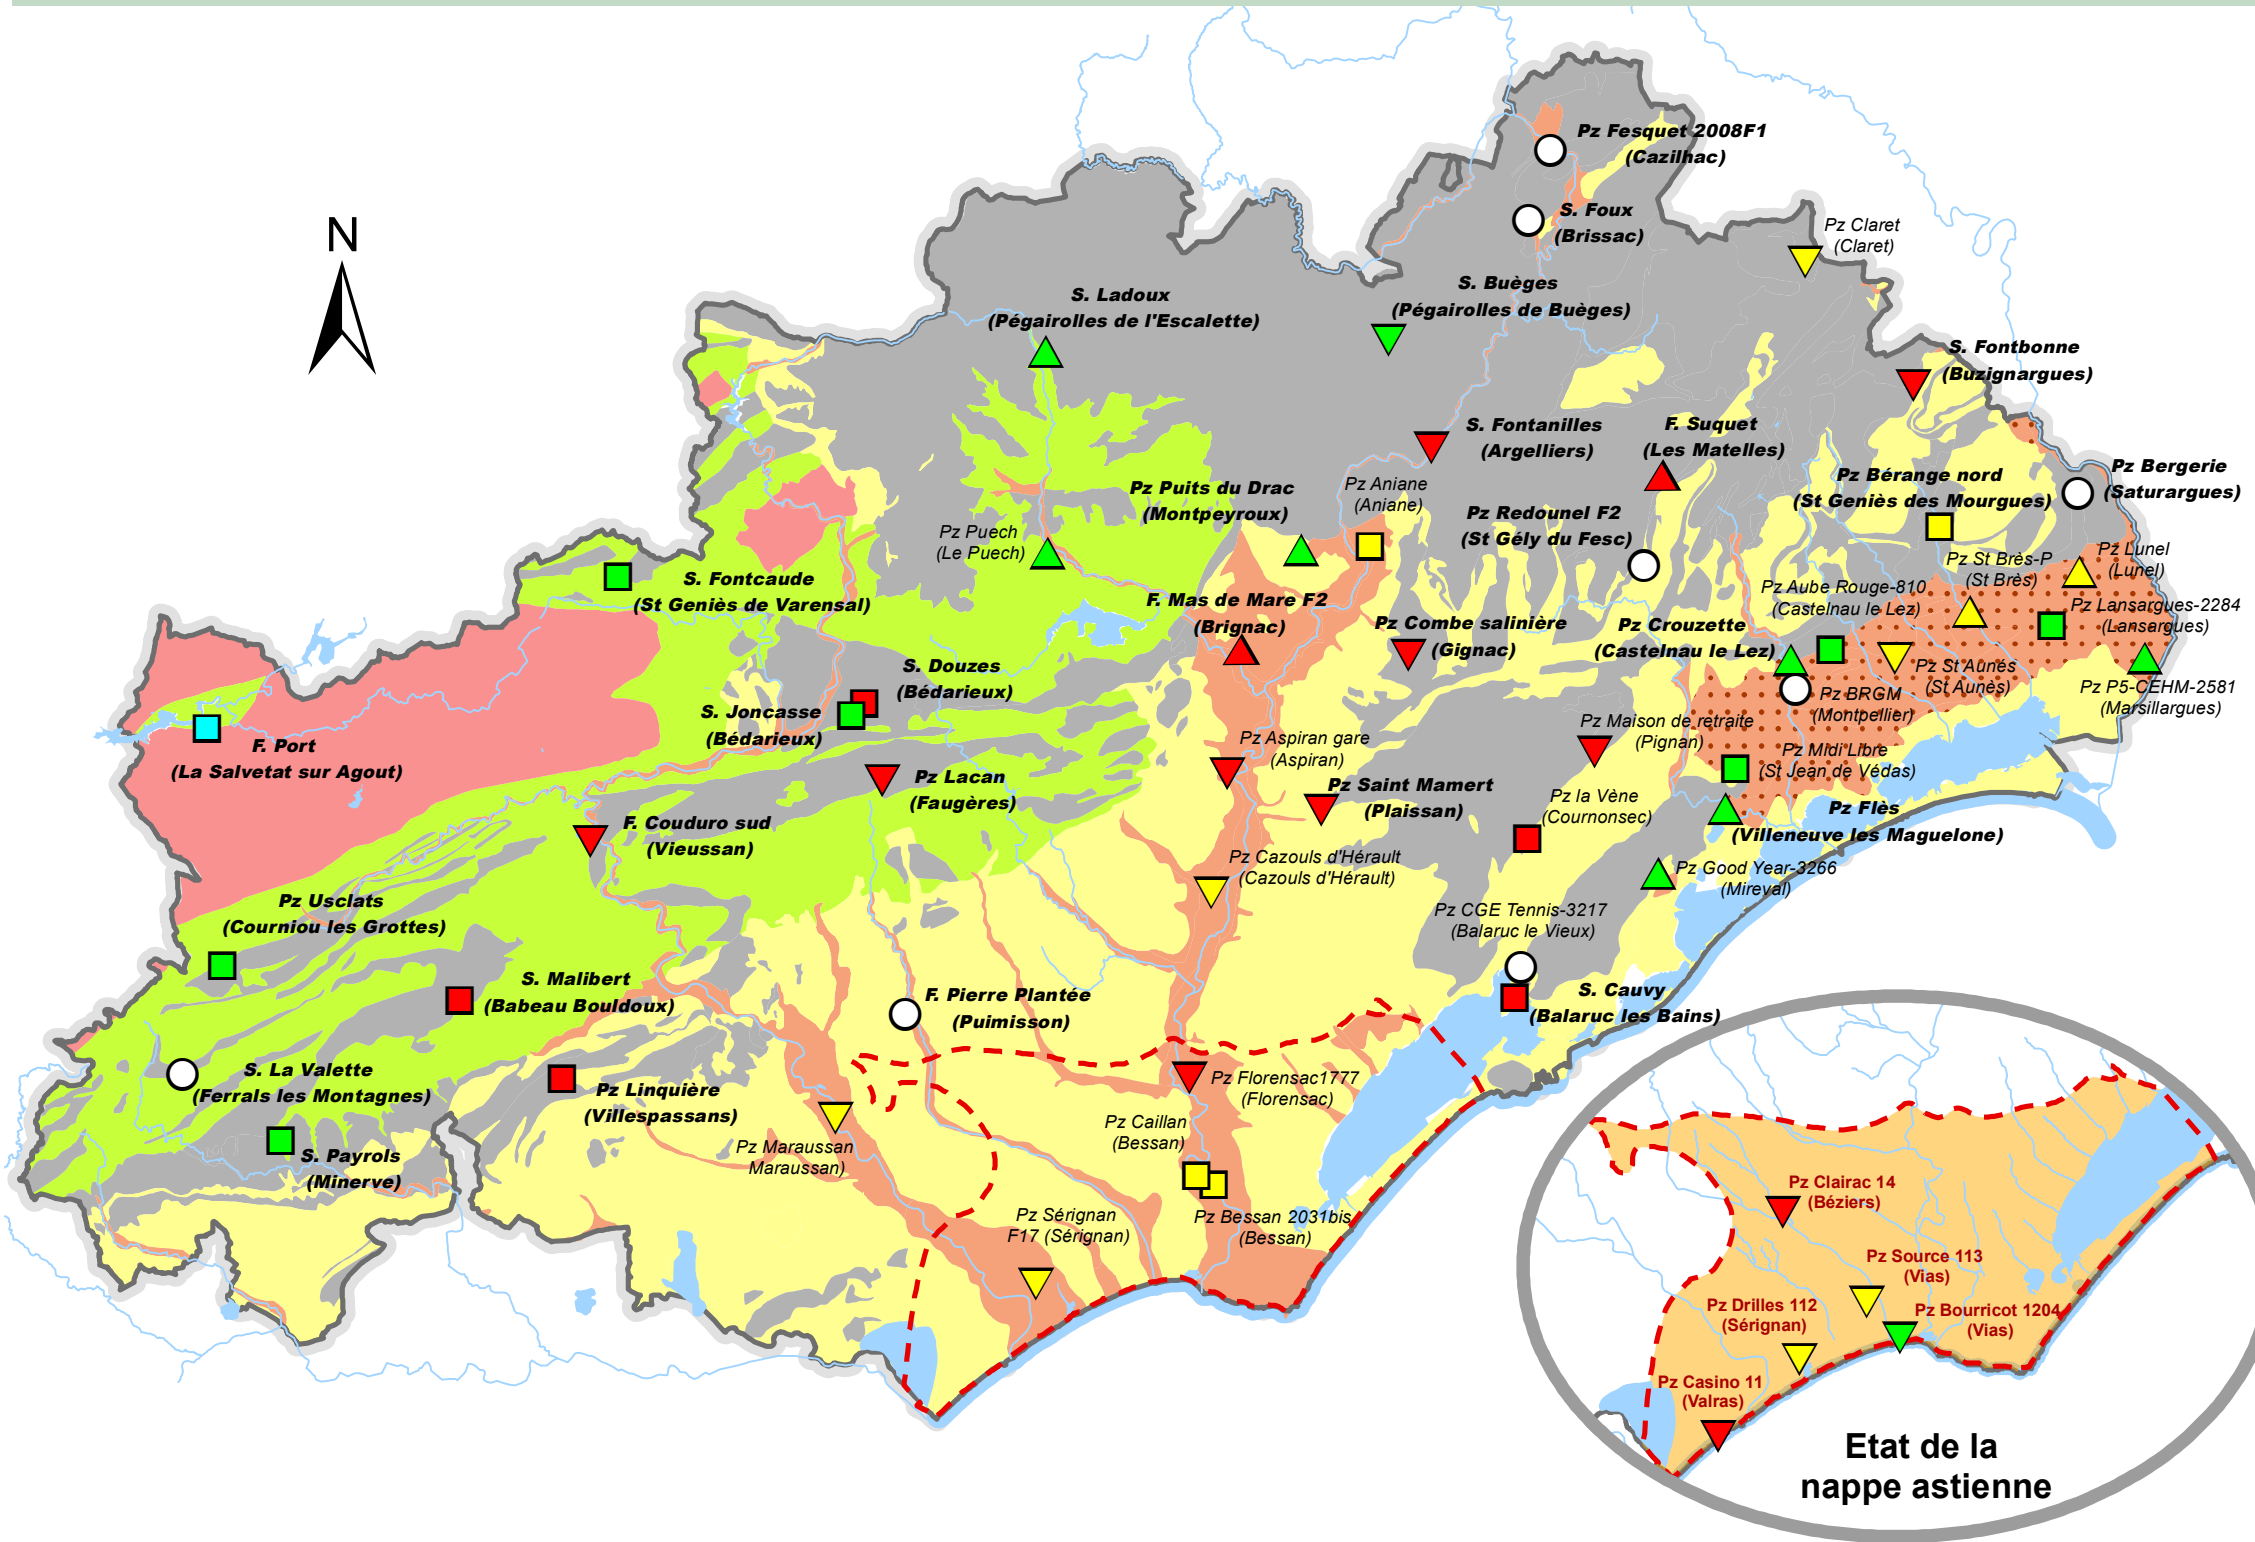 Pz Fesquet 2008F1
(Cazilhac)
N
S. Foux
(Brissac)
Pz Claret
(Claret)
S. Buèges
(Pégairolles de Buèges)
S. Ladoux
(Pégairolles de l'Escalette)
S. Fontbonne
(Buzignargues)
S. Fontanilles
(Argelliers)
F. Suquet
(Les Matelles)
Pz Bergerie
(Saturargues)
Pz Bérange nord
(St Geniès des Mourgues)
Pz Puits du Drac
(Montpeyroux)
Pz Aniane
(Aniane)
Pz Redounel F2
(St Gély du Fesc)
Pz Puech
(Le Puech)
Pz Lunel
(Lunel)
Pz St Brès-P
(St Brès)
S. Fontcaude
(St Geniès de Varensal)
Pz Aube Rouge-810
(Castelnau le Lez)
F. Mas de Mare F2
(Brignac)
Pz Lansargues-2284
(Lansargues)
Pz Combe salinière
(Gignac)
Pz Crouzette
(Castelnau le Lez)
S. Douzes
(Bédarieux)
Pz St Aunés
(St Aunès)
Pz P5-CEHM-2581
(Marsillargues)
Pz BRGM
(Montpellier)
S. Joncasse
(Bédarieux)
Pz Maison de retraite
(Pignan)
F. Port
(La Salvetat sur Agout)
Pz Aspiran gare
(Aspiran)
Pz Midi Libre
(St Jean de Védas)
Pz Lacan
(Faugères)
Pz Saint Mamert
(Plaissan)
Pz la Vène
(Cournonsec)
Pz Flès
(Villeneuve les Maguelone)
F. Couduro sud
(Vieussan)
Pz Cazouls d'Hérault
(Cazouls d'Hérault)
Pz Good Year-3266
(Mireval)
Pz Usclats
(Courniou les Grottes)
Pz CGE Tennis-3217
(Balaruc le Vieux)
S. Malibert
(Babeau Bouldoux)
F. Pierre Plantée
(Puimisson)
S. Cauvy
(Balaruc les Bains)
S. La Valette
(Ferrals les Montagnes)
Pz Linquière
(Villespassans)
Pz Florensac1777
(Florensac)
Pz Caillan
(Bessan)
Pz Maraussan
Maraussan)
S. Payrols
(Minerve)
Pz Sérignan
F17 (Sérignan)
Pz Bessan 2031bis
(Bessan)
Pz Clairac 14
(Béziers)
Pz Source 113
(Vias)
Pz Drilles 112
(Sérignan)
Pz Bourricot 1204
(Vias)
Pz Casino 11
(Valras)
Etat de la
nappe astienne